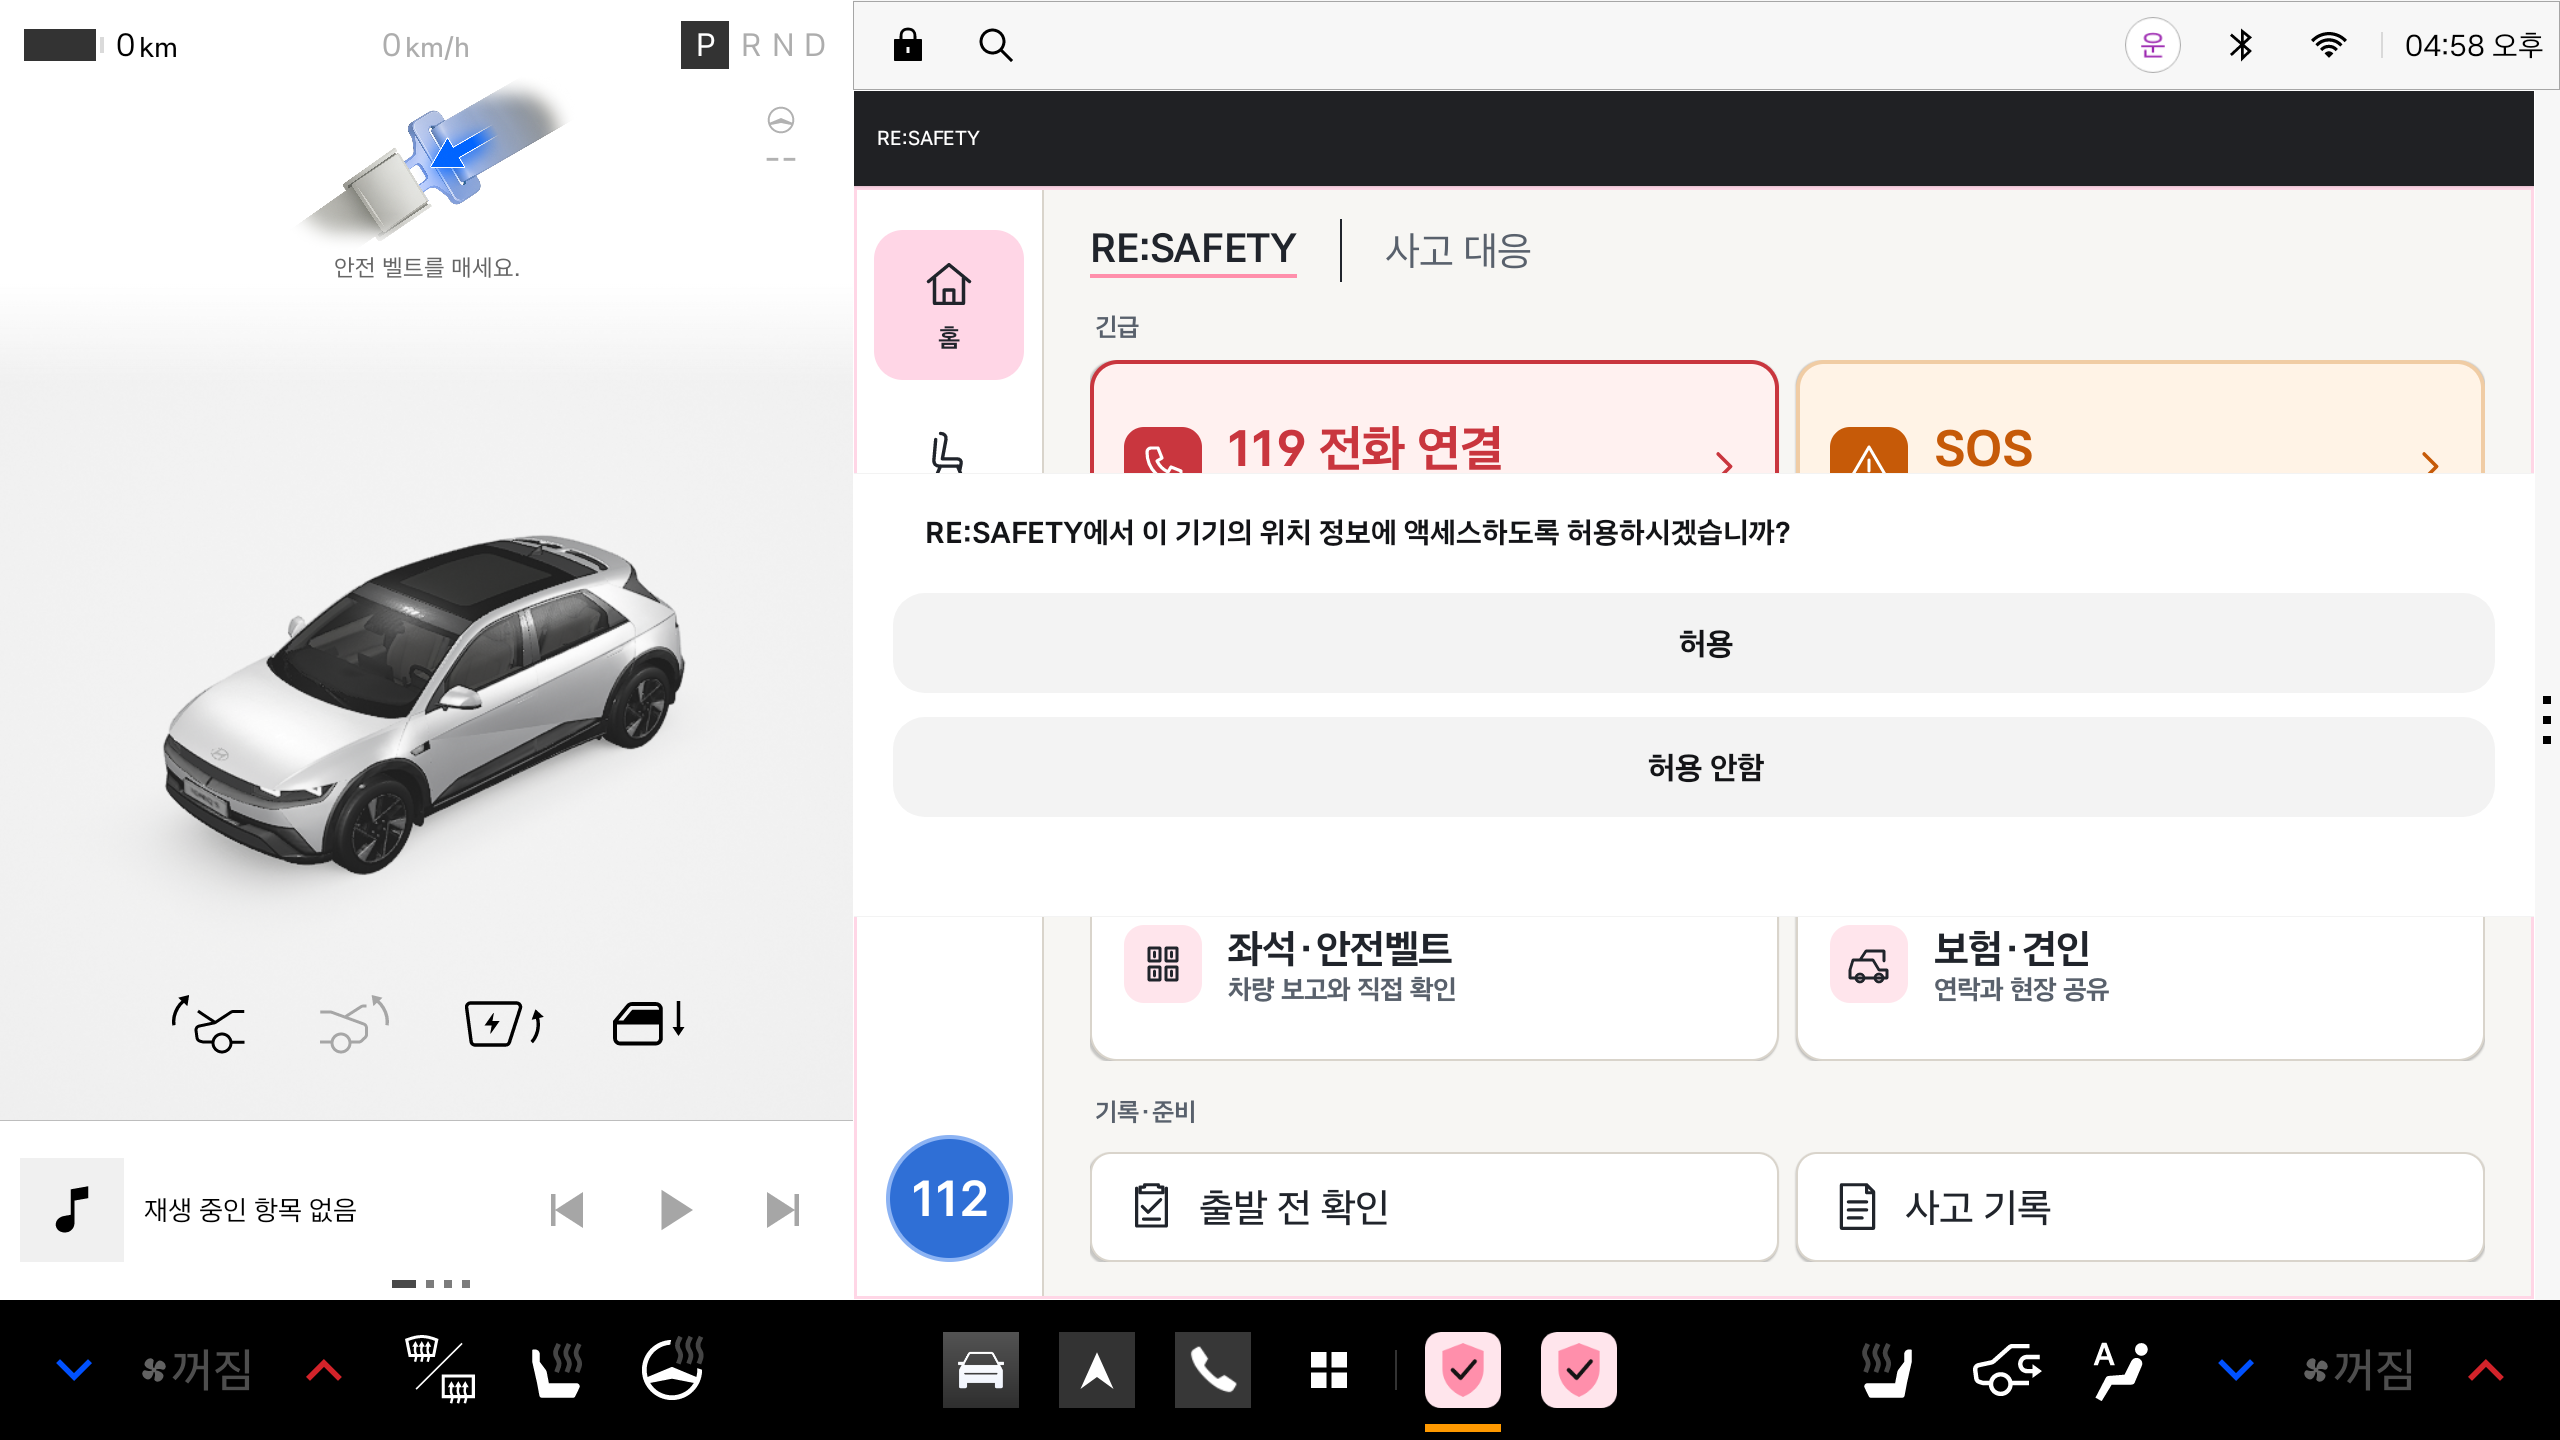 0 km
0 km/h
P R N D
안전 벨트를 매세요.
재생 중인 항목 없음
운
04:58 오후
RE:SAFETY
홈
112
RE:SAFETY
사고 대응
긴급
119 전화 연결
SOS
RE:SAFETY에서 이 기기의 위치 정보에 액세스하도록 허용하시겠습니까?
허용
허용 안함
좌석·안전벨트
차량 보고와 직접 확인
보험·견인
연락과 현장 공유
기록·준비
출발 전 확인
사고 기록
꺼짐
A
꺼짐